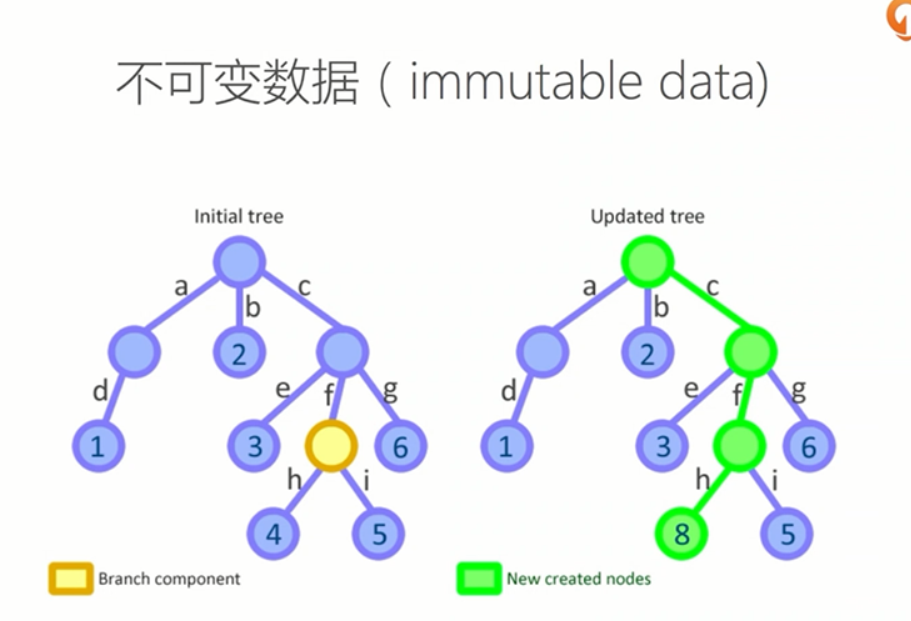 不可变数据 ( immutable data)
Initial tree
Updated tree
a
b
c
a
b
c
2
2
d
e
f
g
d
e
f
g
1
3
6
1
3
6
h
i
h
i
4
5
8
5
Branch component
New created nodes